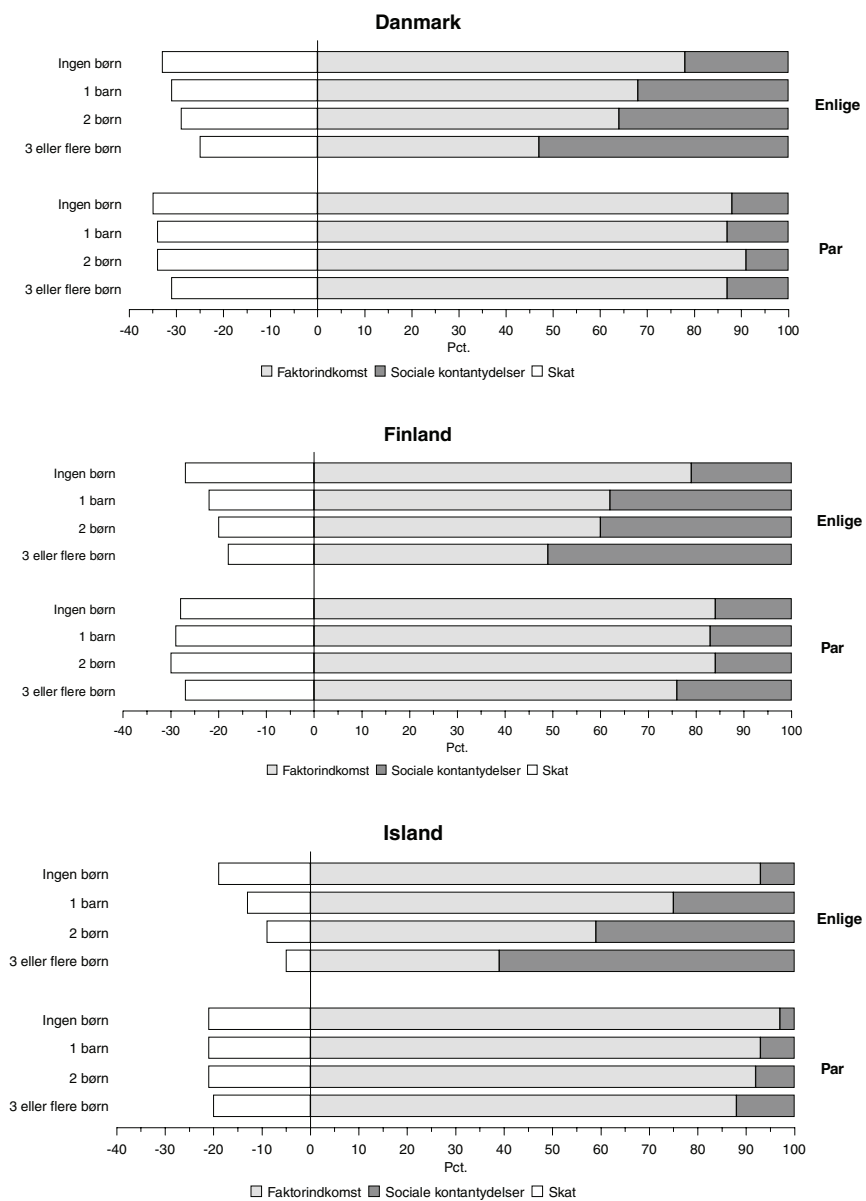 Danmark
Ingen børn
1 barn
2 børn
3 eller flere børn
Enlige
Ingen børn
1 barn
2 børn
3 eller flere børn
Par
-40 -30 -20 -10 0 10 20 30 40 50 60 70 80 90 100
Pct.
Faktorindkomst Sociale kontantydelser Skat
Finland
Ingen børn
1 barn
2 børn
3 eller flere børn
Enlige
Ingen børn
1 barn
2 børn
3 eller flere børn
Par
-40 -30 -20 -10 0 10 20 30 40 50 60 70 80 90 100
Pct.
Faktorindkomst Sociale kontantydelser Skat
Island
Ingen børn
1 barn
2 børn
3 eller flere børn
Enlige
Ingen børn
1 barn
2 børn
3 eller flere børn
Par
-40 -30 -20 -10 0 10 20 30 40 50 60 70 80 90 100
Pct.
Faktorindkomst Sociale kontantydelser Skat